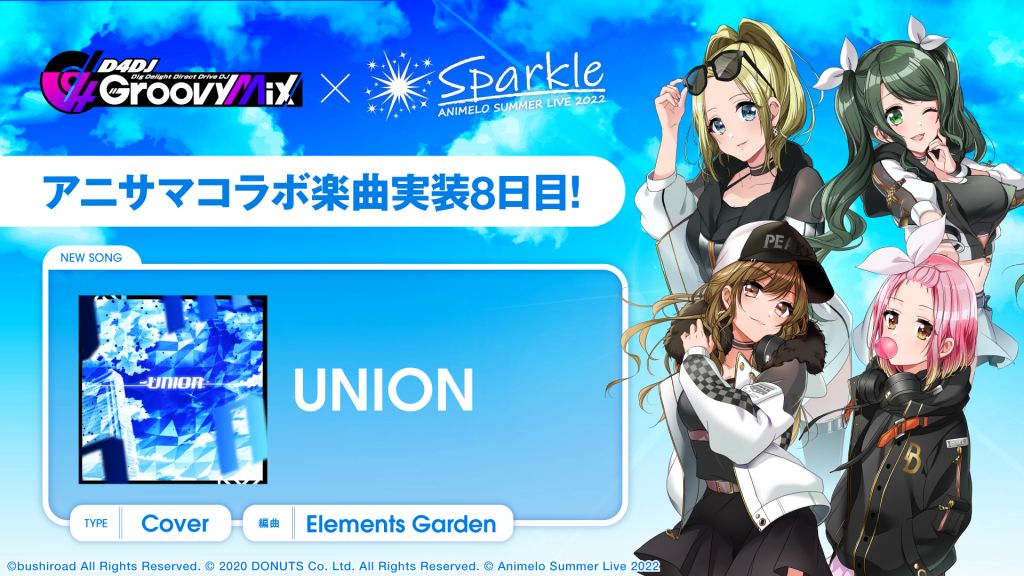 D4DJ
Dig Delight Direct Drive DJ
GROOVYMIX
×
Sparkle
ANIMELO SUMMER LIVE 2022
アニサマコラボ楽曲実装8日目!
NEW SONG
-UNION-
UNION
TYPE
Cover
編曲
Elements Garden
PEA
B
©bushiroad All Rights Reserved. © 2020 DONUTS Co. Ltd. All Rights Reserved. © Animelo Summer Live 2022